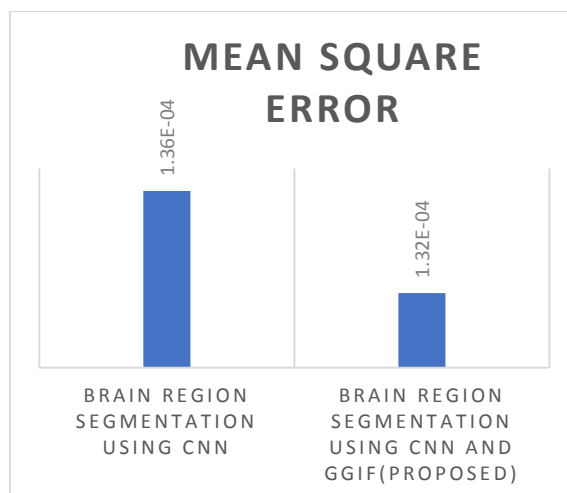 MEAN SQUARE
ERROR
1.36E-04
1.32E-04
BRAIN REGION
SEGMENTATION
USING CNN
BRAIN REGION
SEGMENTATION
USING CNN AND
GGIF(PROPOSED)